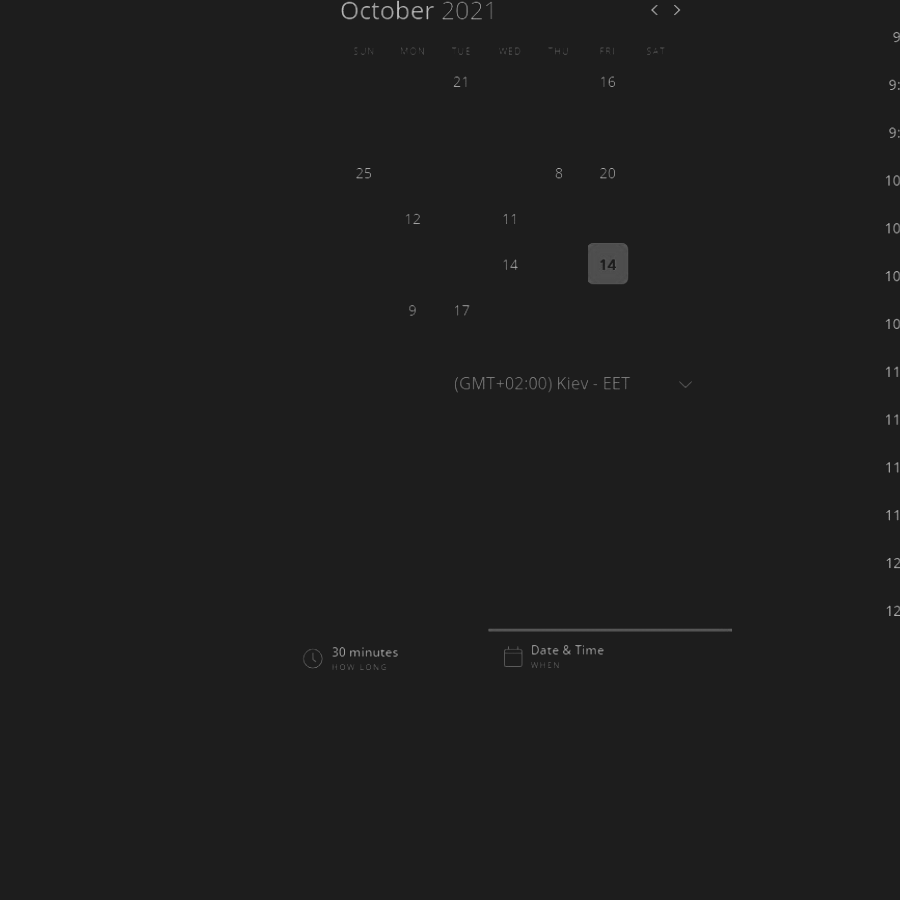 October 2021
SUN MON TUE WED THU FRI SAT
21 16
25 8 20
12 11
14 14
9 17
(GMT+02:00) Kiev - EET
30 minutes
HOW LONG
Date & Time
WHEN
9
9:
9:
10
10
10
10
11
11
11
11
12
12